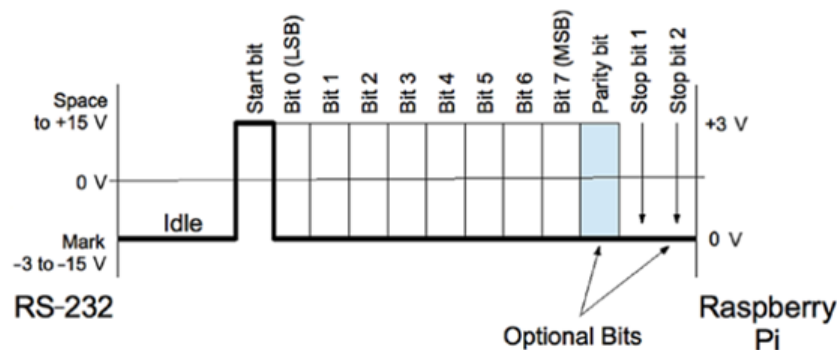 Start bit
Bit 0 (LSB)
Bit 1
Bit 2
Bit 3
Bit 4
Bit 5
Bit 6
Bit 7 (MSB)
Parity bit
Stop bit 1
Stop bit 2
Space
to +15 V
+3 V
0 V
Idle
Mark
-3 to -15 V
0 V
RS-232
Optional Bits
Raspberry
Pi